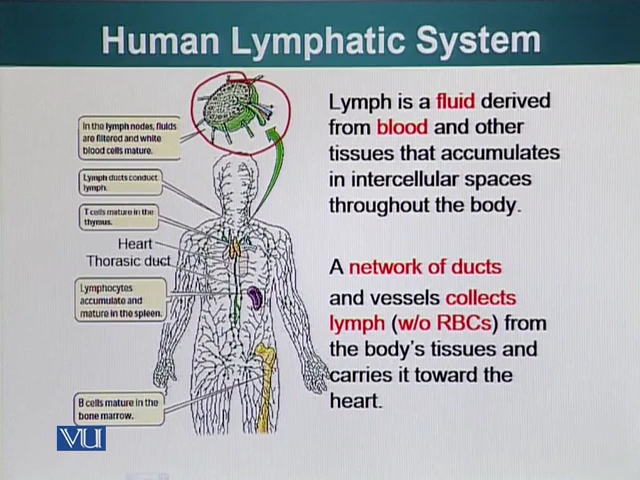 Human Lymphatic System
In the lymph nodes, fluids
are filtered and white
blood cells mature.
Lymph ducts conduct
lymph.
T cells mature in the
thymus.
Heart
Thorasic duct
Lymphocytes
accumulate and
mature in the spleen.
B cells mature in the
bone marrow.
VU
Lymph is a fluid derived
from blood and other
tissues that accumulates
in intercellular spaces
throughout the body.
A network of ducts
and vessels collects
lymph (w/o RBCs) from
the body's tissues and
carries it toward the
heart.